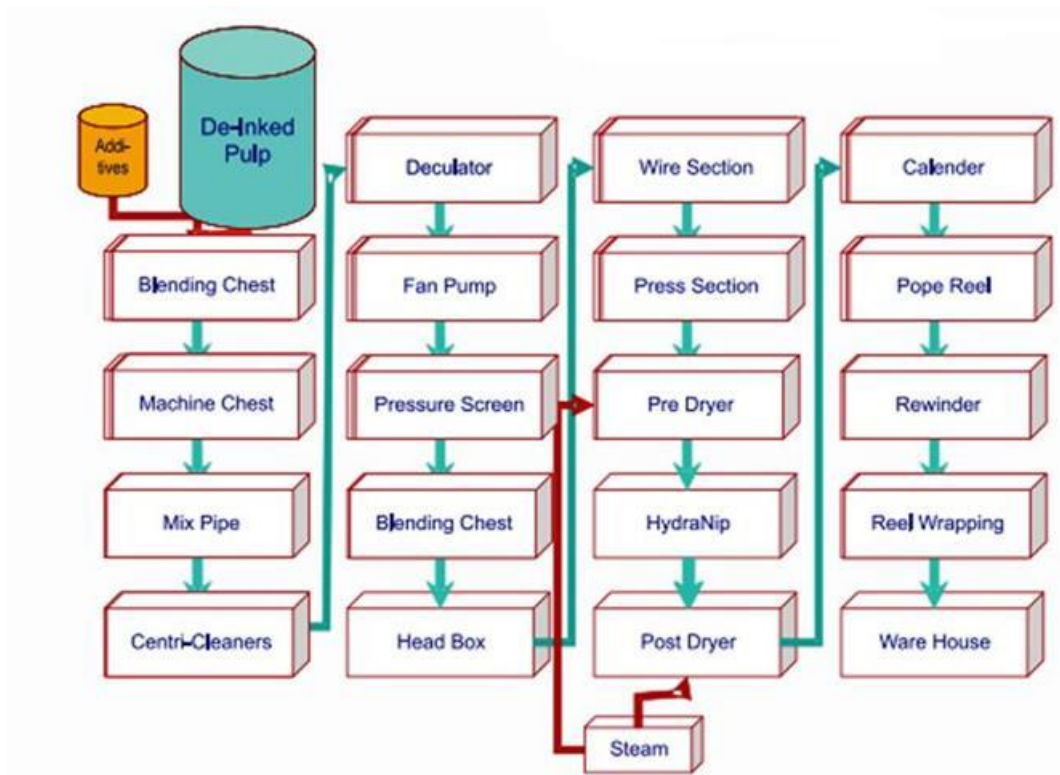 Addi-
tives
De-Inked
Pulp
Blending Chest
Machine Chest
Mix Pipe
Centri-Cleaners
Deculator
Fan Pump
Pressure Screen
Blending Chest
Head Box
Wire Section
Press Section
Pre Dryer
HydraNip
Post Dryer
Steam
Calender
Pope Reel
Rewinder
Reel Wrapping
Ware House